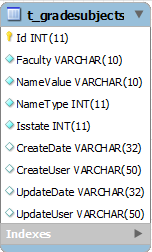 t_gradesubjects
Id INT(11)
Faculty VARCHAR(10)
NameValue VARCHAR(10)
NameType INT(11)
Isstate INT(11)
CreateDate VARCHAR(32)
CreateUser VARCHAR(50)
UpdateDate VARCHAR(32)
UpdateUser VARCHAR(50)
Indexes